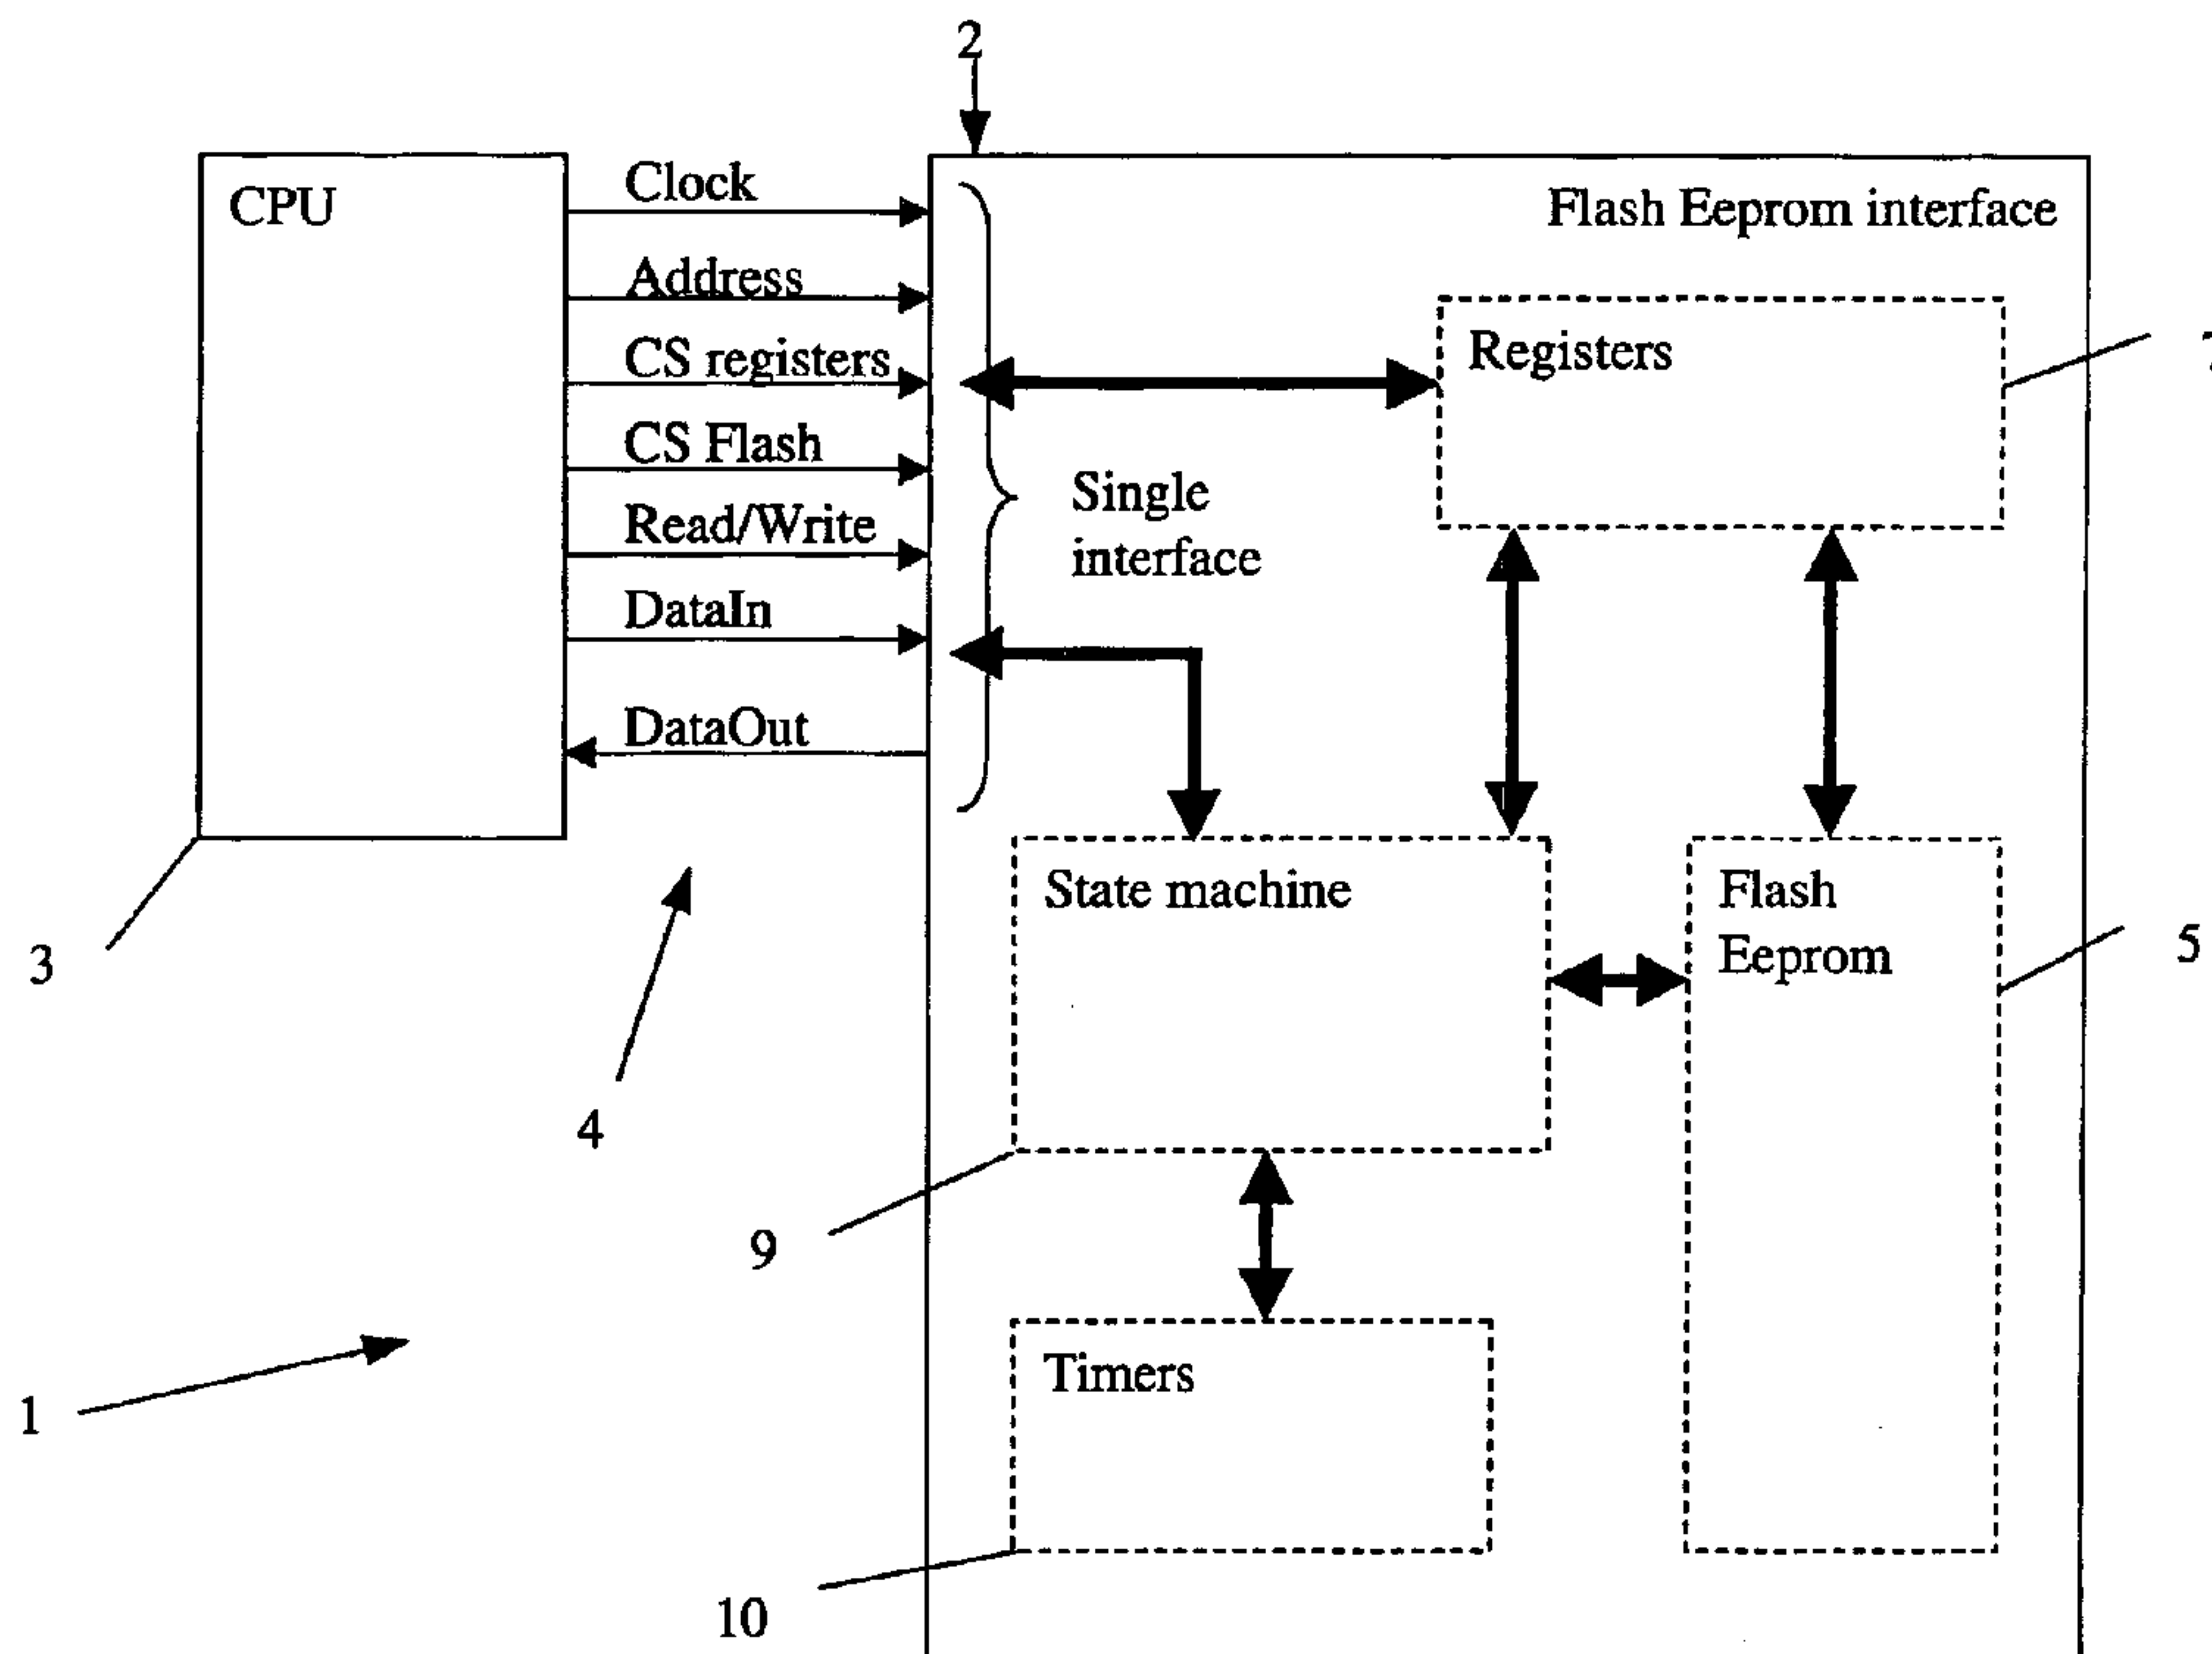 2
CPU
Clock
Address
CS registers
CS Flash
Read/Write
DataIn
DataOut
Flash Eeprom interface
Registers
Single
interface
State machine
Flash
Eeprom
5
3
4
9
Timers
1
10